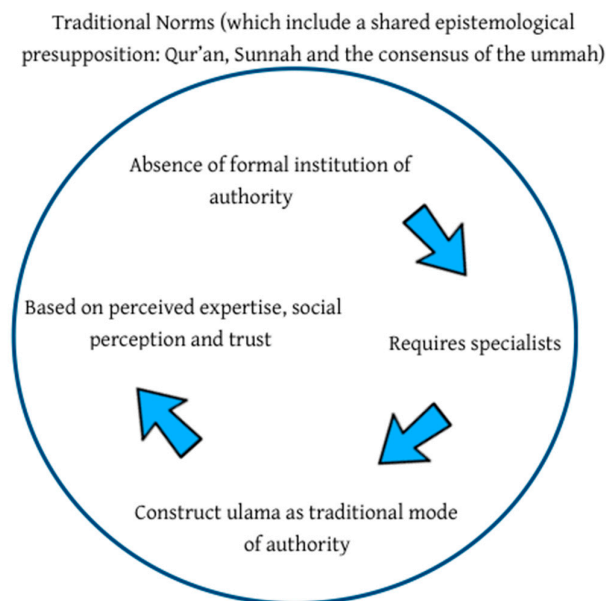 Traditional Norms (which include a shared epistemological
presupposition: Qur'an, Sunnah and the consensus of the ummah)
Absence of formal institution of
authority
Based on perceived expertise, social
perception and trust
Requires specialists
Construct ulama as traditional mode
of authority